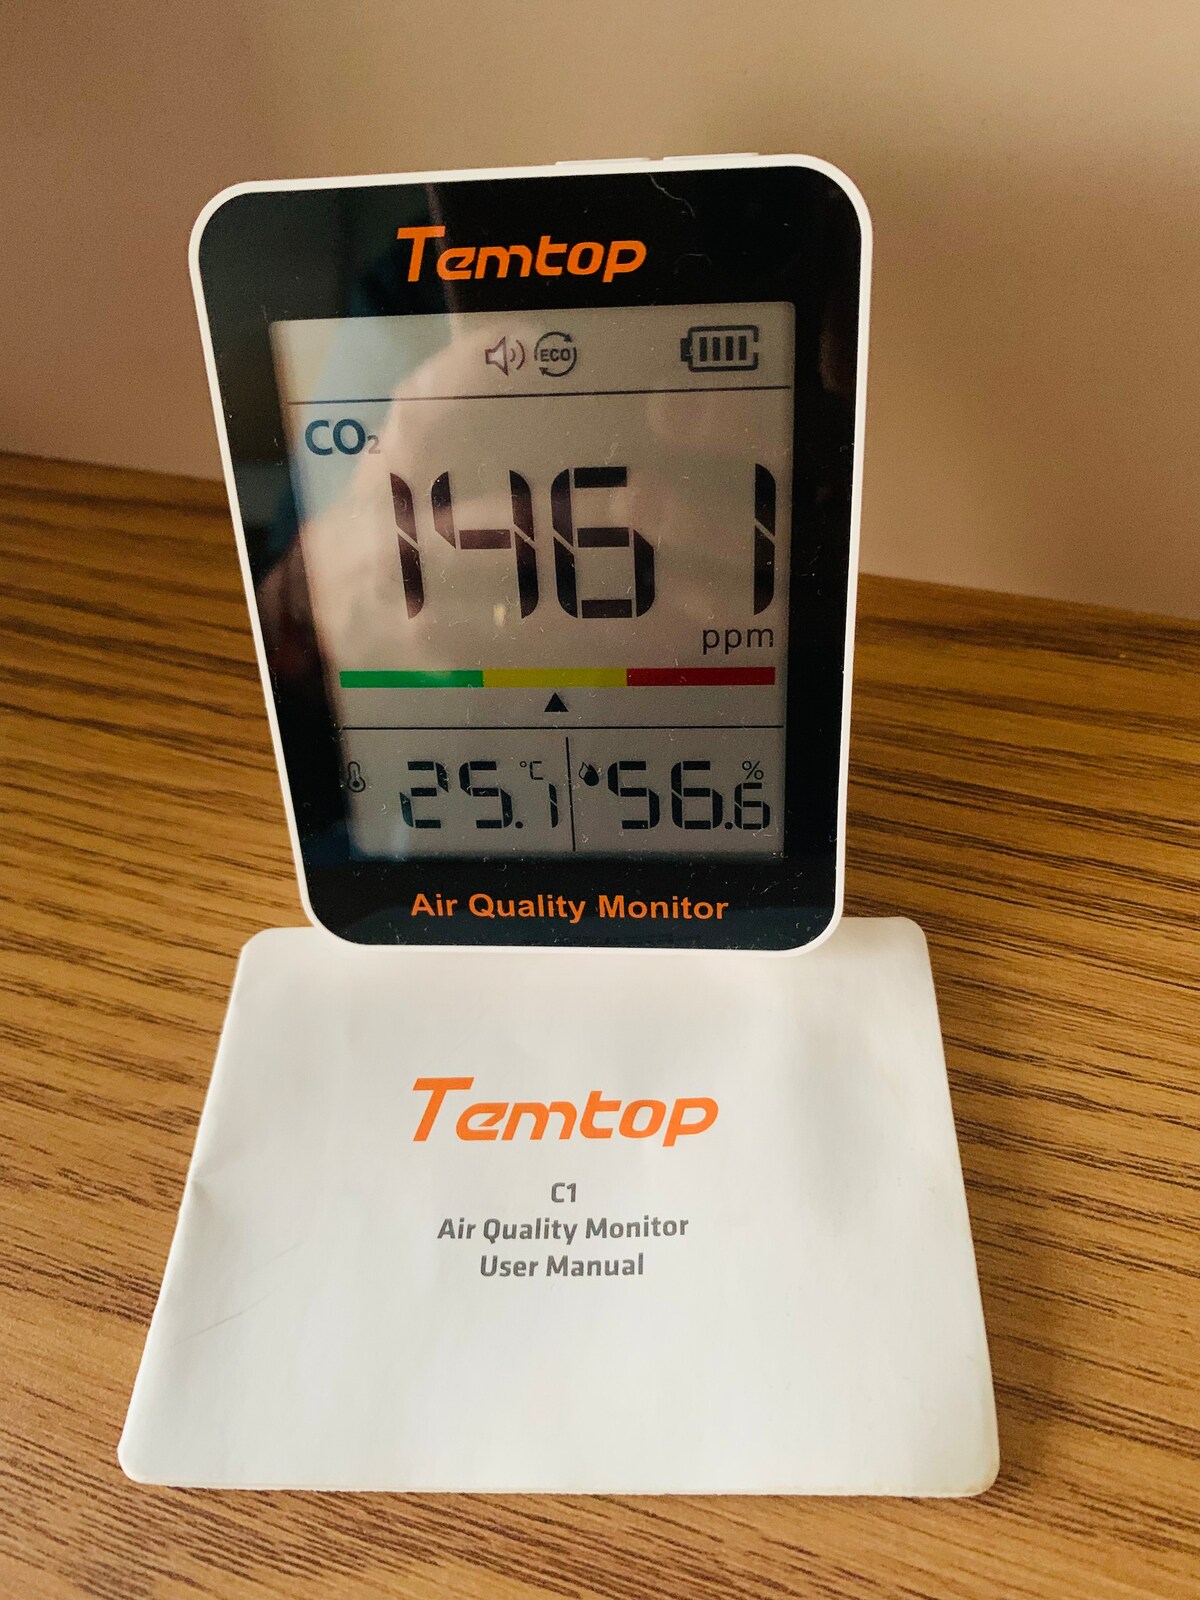 Temtop
ECO
CO₂
1461
ppm
25.1 °C 56.6 %
Air Quality Monitor
Temtop
C1
Air Quality Monitor
User Manual